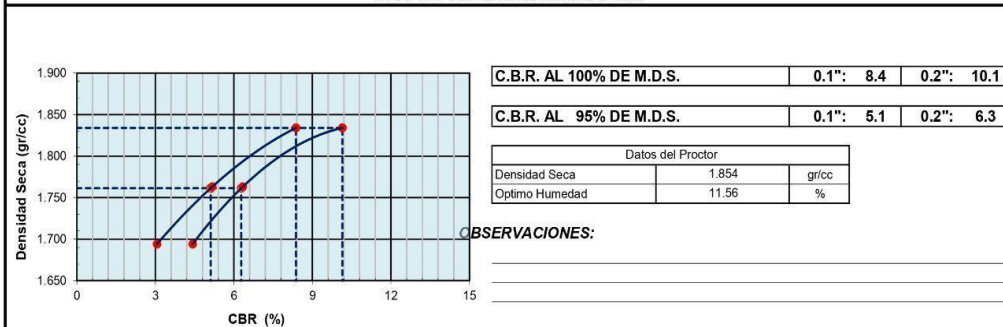 1.900
1.850
1.800
1.750
1.700
1.650
0 3 6 9 12 15
Densidad Seca (gr/cc)
CBR (%)
C.B.R. AL 100% DE M.D.S. 0.1": 8.4 0.2": 10.1
C.B.R. AL 95% DE M.D.S. 0.1": 5.1 0.2": 6.3
Datos del Proctor
Densidad Seca 1.854 gr/cc
Optimo Humedad 11.56 %
OBSERVACIONES: